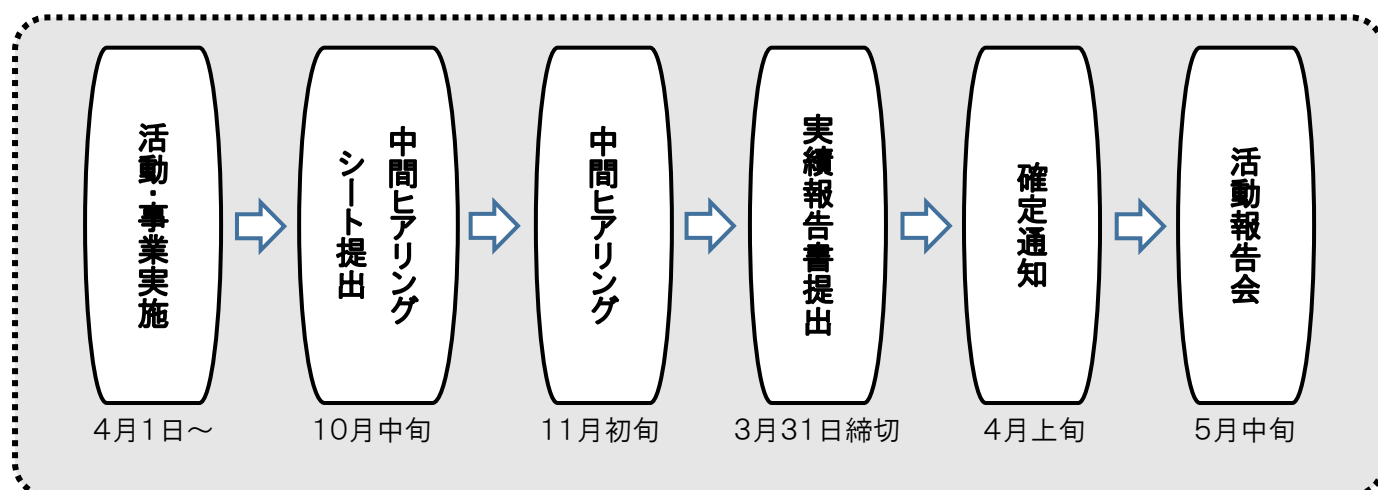 活動・事業実施
中間ヒアリング
シート提出
中間ヒアリング
実績報告書提出
確定通知
活動報告会
4月1日~
10月中旬
11月初旬
3月31日締切
4月上旬
5月中旬